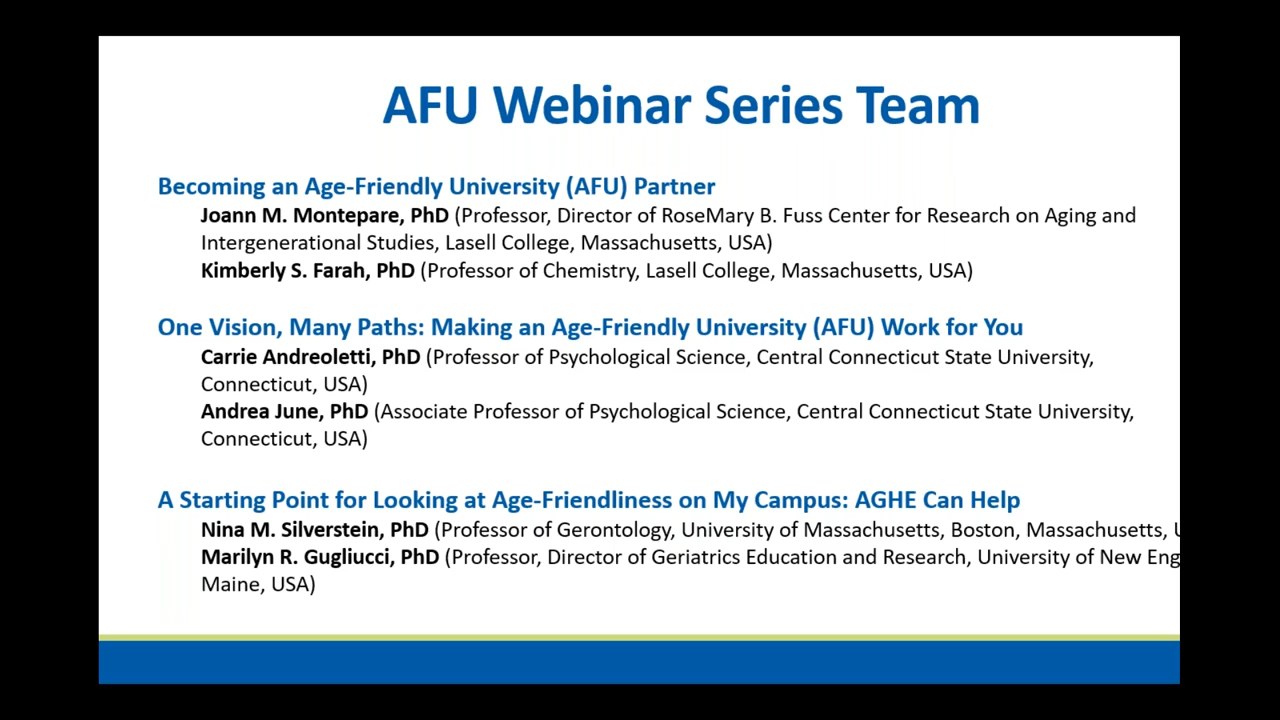 AFU Webinar Series Team
Becoming an Age-Friendly University (AFU) Partner
Joann M. Montepare, PhD (Professor, Director of RoseMary B. Fuss Center for Research on Aging and
Intergenerational Studies, Lasell College, Massachusetts, USA)
Kimberly S. Farah, PhD (Professor of Chemistry, Lasell College, Massachusetts, USA)
One Vision, Many Paths: Making an Age-Friendly University (AFU) Work for You
Carrie Andreoletti, PhD (Professor of Psychological Science, Central Connecticut State University,
Connecticut, USA)
Andrea June, PhD (Associate Professor of Psychological Science, Central Connecticut State University,
Connecticut, USA)
A Starting Point for Looking at Age-Friendliness on My Campus: AGHE Can Help
Nina M. Silverstein, PhD (Professor of Gerontology, University of Massachusetts, Boston, Massachusetts,
Marilyn R. Gugliucci, PhD (Professor, Director of Geriatrics Education and Research, University of New Eng
Maine, USA)